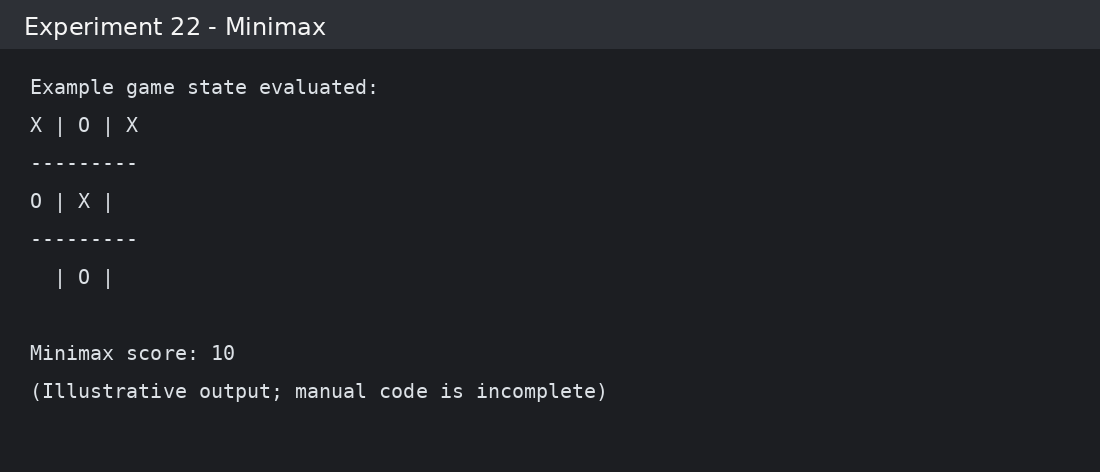 Experiment 22 - Minimax
Example game state evaluated:
X | O | X
---------
O | X |
---------
  | O |
Minimax score: 10
(Illustrative output; manual code is incomplete)